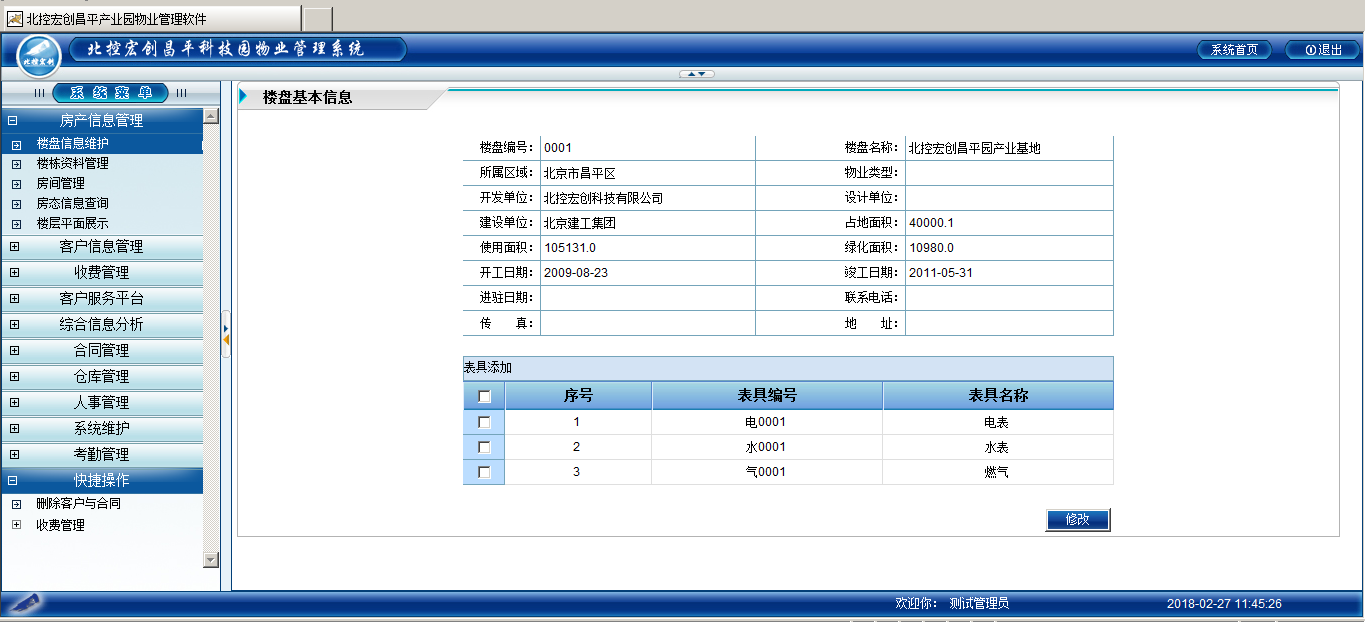 北控宏创昌平产业园物业管理软件
北控宏创昌平科技园物业管理系统
系统首页
退出
北控宏创
系统菜单
房产信息管理
楼盘信息维护
楼栋资料管理
房间管理
房态信息查询
楼层平面展示
客户信息管理
收费管理
客户服务平台
综合信息分析
合同管理
仓库管理
人事管理
系统维护
考勤管理
快捷操作
删除客户与合同
收费管理
楼盘基本信息
楼盘编号： 0001 楼盘名称： 北控宏创昌平园产业基地
所属区域： 北京市昌平区 物业类型：
开发单位： 北控宏创科技有限公司 设计单位：
建设单位： 北京建工集团 占地面积： 40000.1
使用面积： 105131.0 绿化面积： 10980.0
开工日期： 2009-08-23 竣工日期： 2011-05-31
进驻日期： 联系电话：
传 真： 地 址：
表具添加
序号 表具编号 表具名称
1 电0001 电表
2 水0001 水表
3 气0001 燃气
修改
欢迎你： 测试管理员 2018-02-27 11:45:26